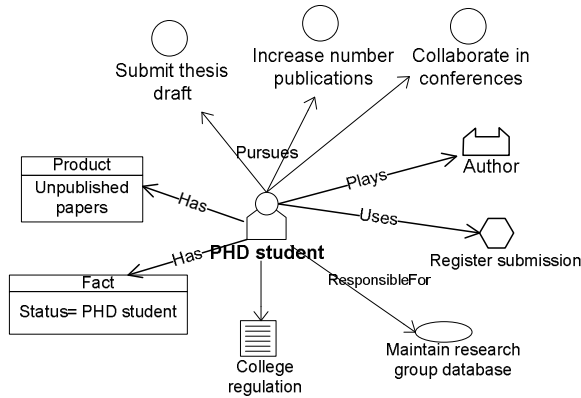 Submit thesis
draft
Increase number
publications
Collaborate in
conferences
Pursues
Product
Unpublished
papers
Has
Plays
Author
Uses
Register submission
PHD student
Has
Fact
Status= PHD student
ResponsibleFor
College
regulation
Maintain research
group database